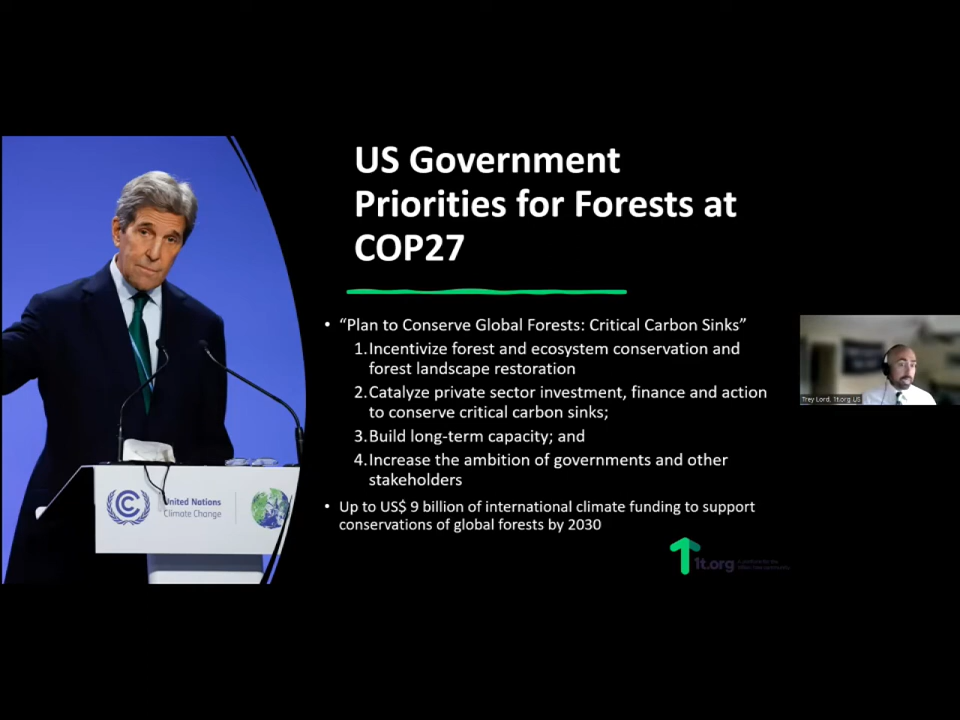 US Government
Priorities for Forests at
COP27
• “Plan to Conserve Global Forests: Critical Carbon Sinks”
1. Incentivize forest and ecosystem conservation and
forest landscape restoration
2. Catalyze private sector investment, finance and action
to conserve critical carbon sinks;
3. Build long-term capacity; and
4. Increase the ambition of governments and other
stakeholders
• Up to US$ 9 billion of international climate funding to support
conservations of global forests by 2030
United Nations
Climate Change
Trey Lord, 1t.org US
1t.org